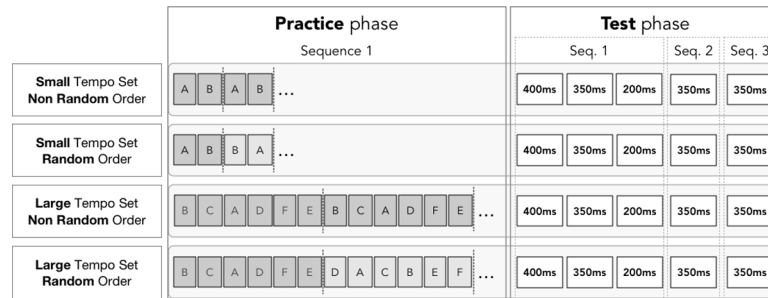 Practice phase
Test phase
Sequence 1
Seq. 1
Seq. 2
Seq. 3
Small Tempo Set
Non Random Order
A B A B ...
400ms 350ms 200ms 350ms 350ms
Small Tempo Set
Random Order
A B B A ...
400ms 350ms 200ms 350ms 350ms
Large Tempo Set
Non Random Order
B C A D F E B C A D F E ...
400ms 350ms 200ms 350ms 350ms
Large Tempo Set
Random Order
B C A D F E D A C B E F ...
400ms 350ms 200ms 350ms 350ms